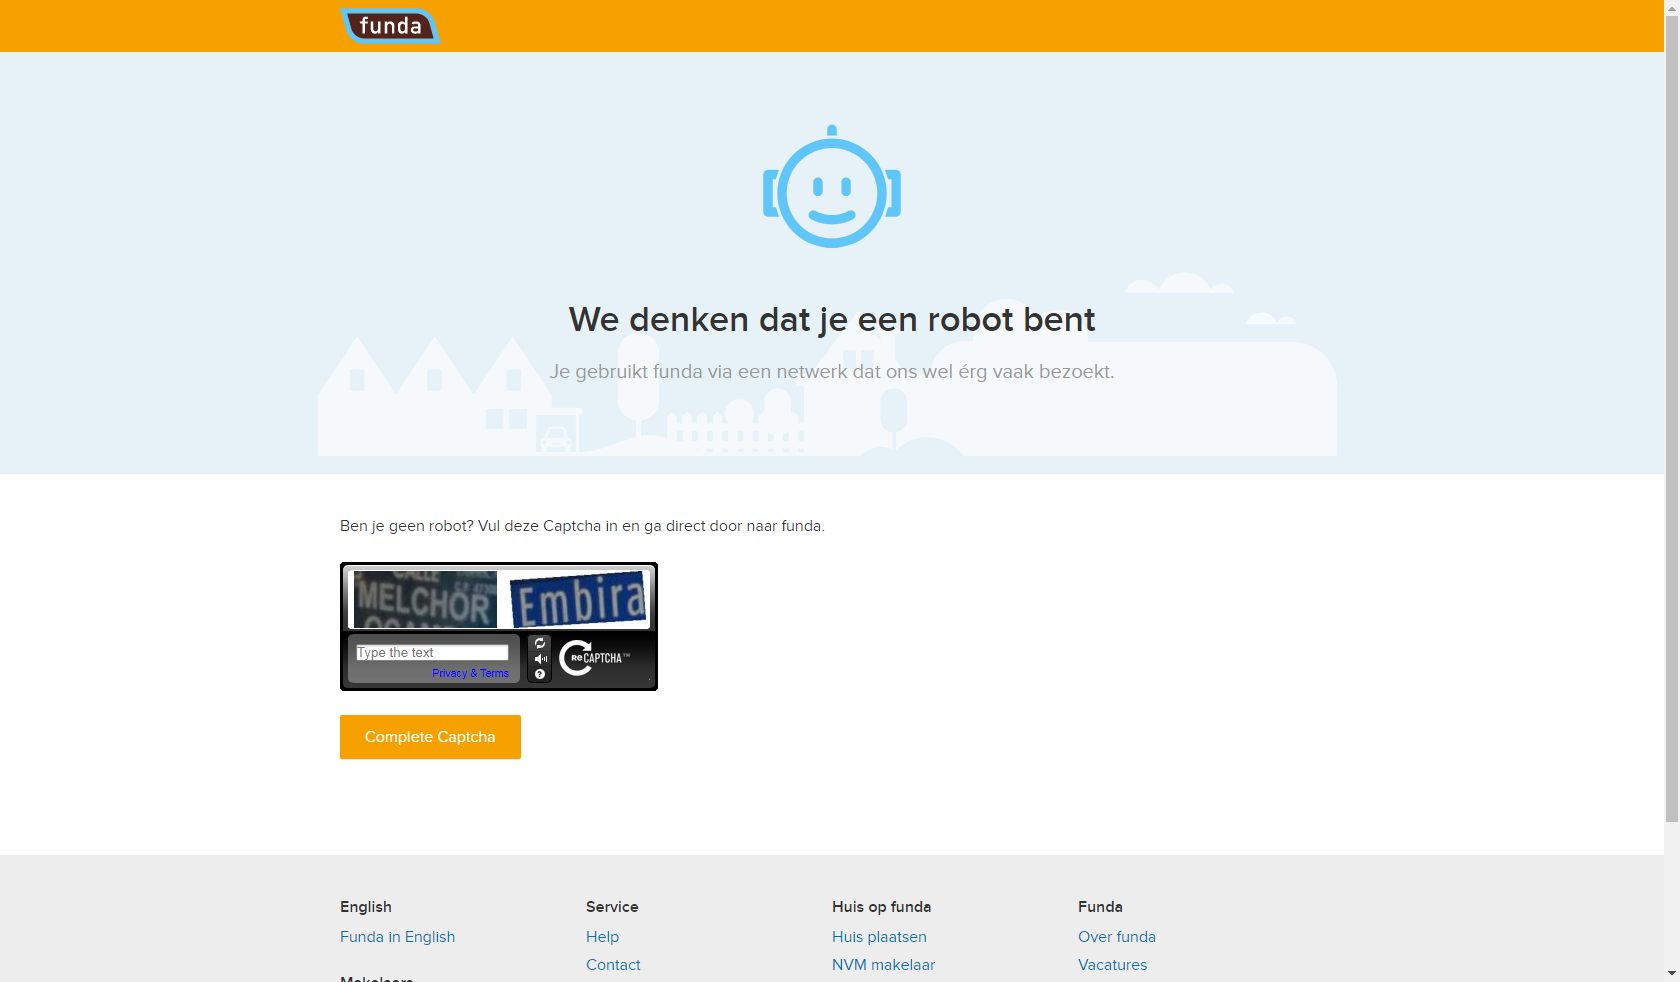 funda
We denken dat je een robot bent
Je gebruikt funda via een netwerk dat ons wel érg vaak bezoekt.
Ben je geen robot? Vul deze Captcha in en ga direct door naar funda.
CALLE
MELCHOR
Embira
Type the text
Privacy & Terms
reCAPTCHA™
Complete Captcha
English
Funda in English
Makelaars
Service
Help
Contact
Huis op funda
Huis plaatsen
NVM makelaar
Funda
Over funda
Vacatures